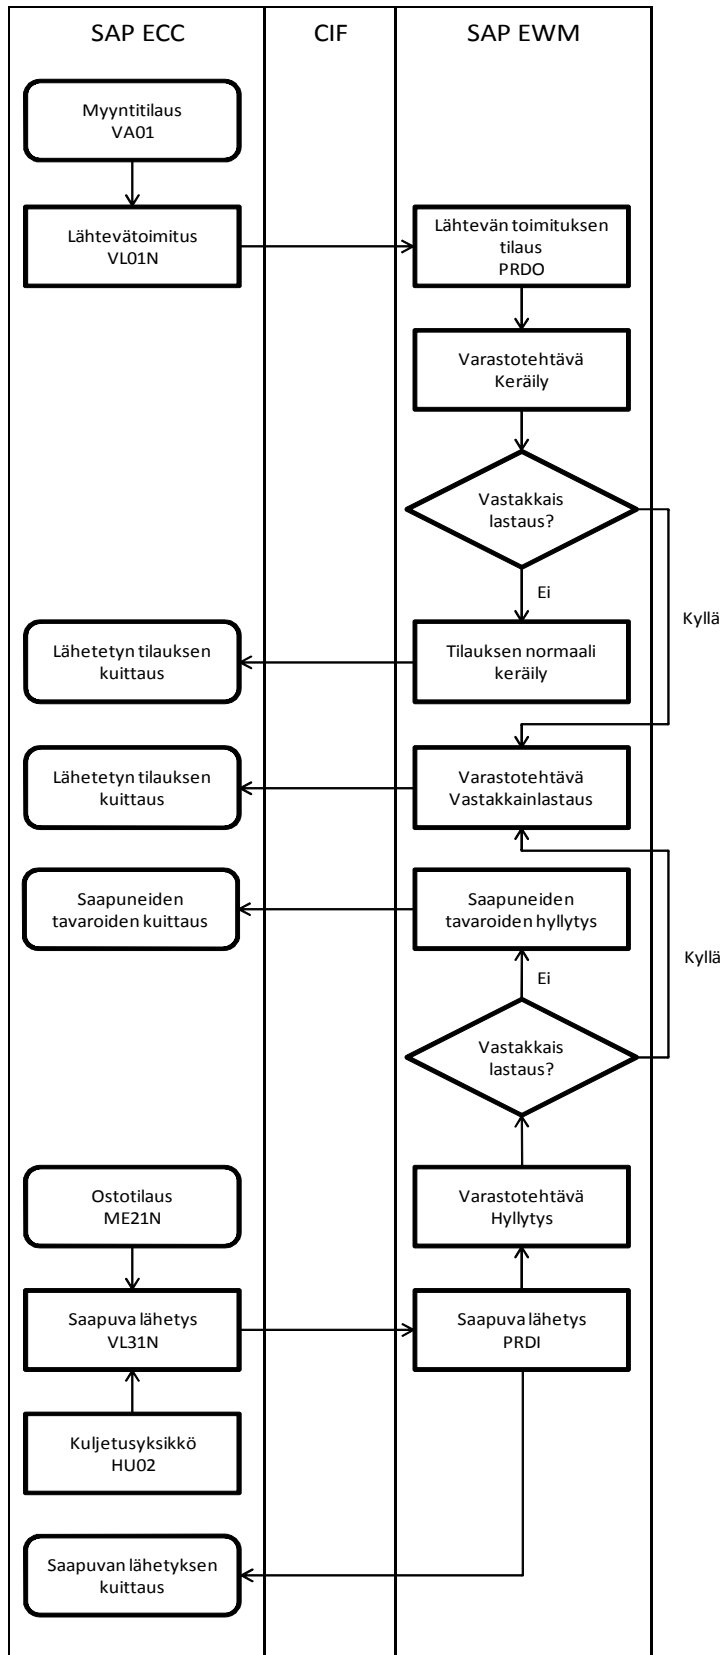 SAP ECC
CIF
SAP EWM
Myyntitilaus
VA01
Lähtevätoimitus
VL01N
Lähtevän toimituksen
tilaus
PRDO
Varastotehtävä
Keräily
Vastakkais
lastaus?
Ei
Kyllä
Lähetetyn tilauksen
kuittaus
Tilauksen normaali
keräily
Lähetetyn tilauksen
kuittaus
Varastotehtävä
Vastakkainlastaus
Saapuneiden
tavaroiden kuittaus
Saapuneiden
tavaroiden hyllytys
Kyllä
Ei
Vastakkais
lastaus?
Ostotilaus
ME21N
Varastotehtävä
Hyllytys
Saapuva lähetys
VL31N
Saapuva lähetys
PRDI
Kuljetusyksikkö
HU02
Saapuvan lähetyksen
kuittaus